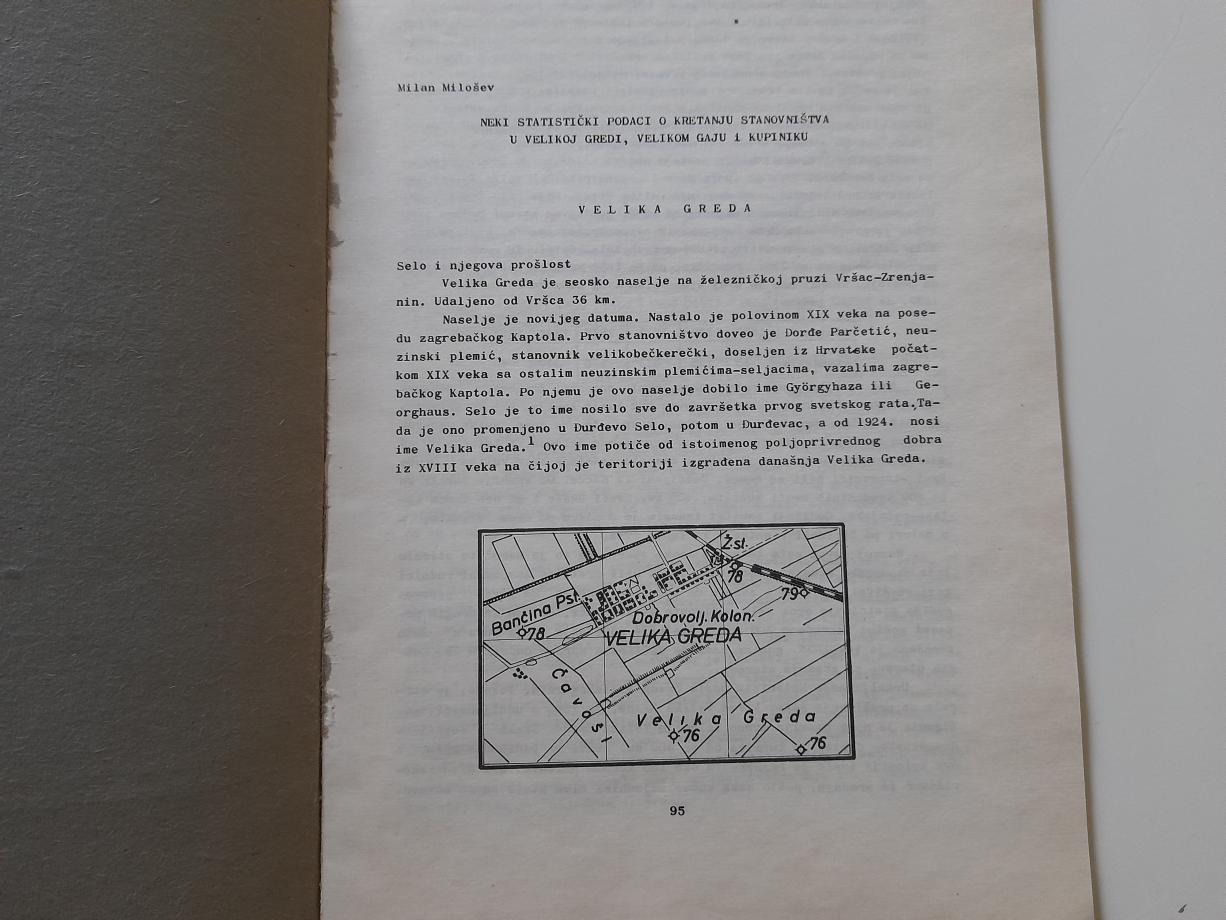 Milan Milošev
NEKI STATISTIČKI PODACI O KRETANJU STANOVNIŠTVA
U VELIKOJ GREDI, VELIKOM GAJU i KUPINIKU
VELIKA GREDA
Selo i njegova prošlost
Velika Greda je seosko naselje na železničkoj pruzi Vršac-Zrenja-
nin. Udaljeno od Vršca 36 km.
Naselje je novijeg datuma. Nastalo je polovinom XIX veka na pose-
du zagrebačkog Kaptola. Prvo stanovništvo doveo je Đorđe Parčetić, neu-
zinski plemić, stanovnik velikobečkerečki, doseljen iz Hrvatske počet-
kom XIX veka sa ostalim neuzinskim plemićima-seljacima, vazalima zagre-
bačkog Kaptola. Po njemu je ovo naselje dobilo ime Györgyhaza ili Ge-
orghaus. Selo je to ime nosilo sve do završetka prvog svetskog rata. Ta-
da je ono promenjeno u Đurđevo Selo, potom u Đurđevac, a od 1924. nosi
ime Velika Greda.1 Ovo ime potiče od istoimenog poljoprivrednog dobra
iz XVIII veka na čijoj je teritoriji izgrađena današnja Velika Greda.
Žst.
78
79
Bančina Pst.
78
Dobrovolj. Kolon.
VELIKA GREDA
Čavoši
Velika Greda
76
76
95